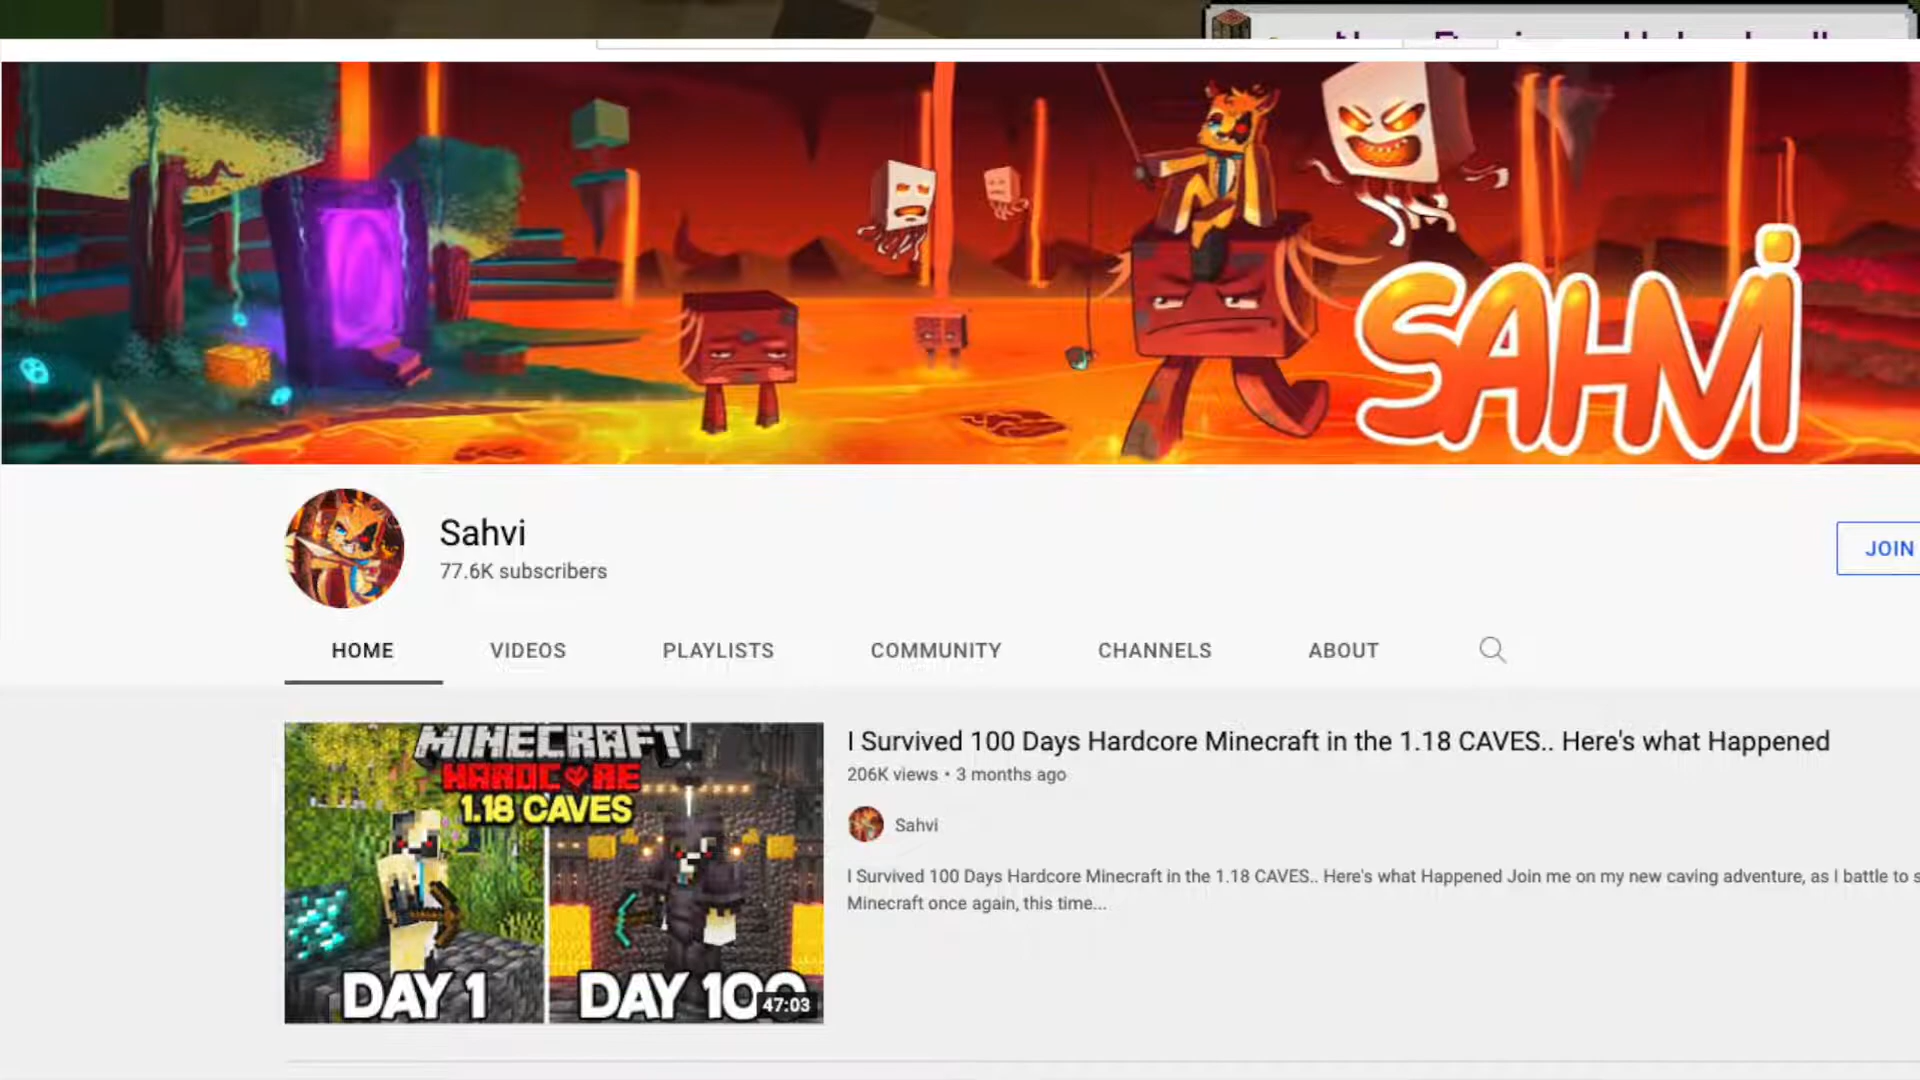 SAHVI
Sahvi
77.6K subscribers
JOIN
HOME VIDEOS PLAYLISTS COMMUNITY CHANNELS ABOUT
MINECRAFT
HARDCORE
1.18 CAVES
DAY 1 DAY 100
47:03
I Survived 100 Days Hardcore Minecraft in the 1.18 CAVES.. Here's what Happened
206K views • 3 months ago
Sahvi
I Survived 100 Days Hardcore Minecraft in the 1.18 CAVES.. Here's what Happened Join me on my new caving adventure, as I battle to s
Minecraft once again, this time...